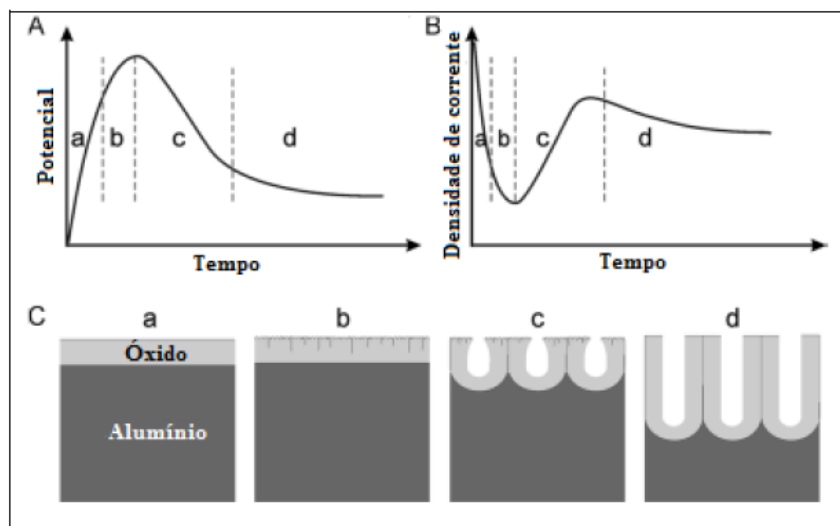 A
Potencial
a
b
c
d
Tempo
B
Densidade de corrente
a
b
c
d
Tempo
C
a
b
c
d
Óxido
Alumínio